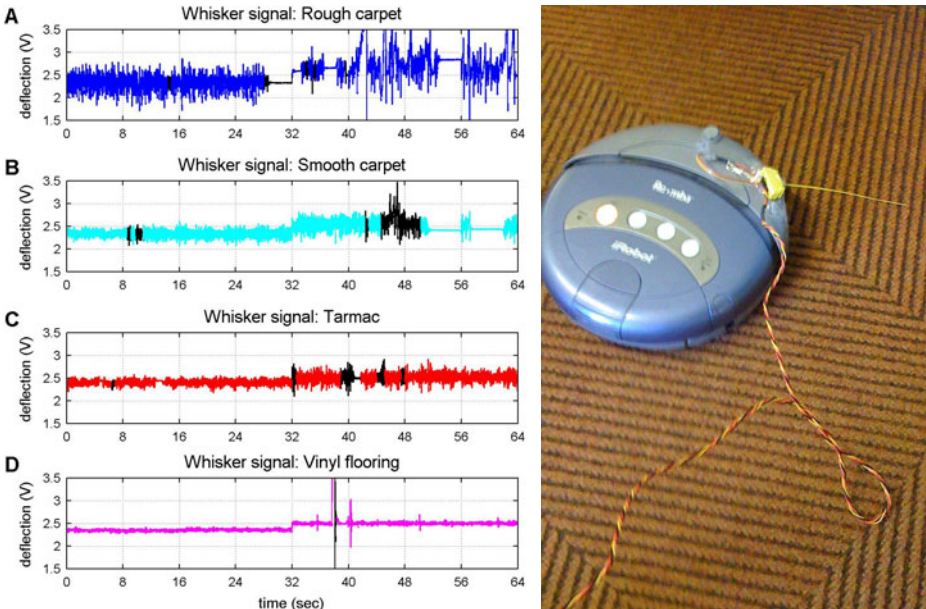 A
Whisker signal: Rough carpet
deflection (V)
3.5
3
2.5
2
1.5
0 8 16 24 32 40 48 56 64
B
Whisker signal: Smooth carpet
deflection (V)
3.5
3
2.5
2
1.5
0 8 16 24 32 40 48 56 64
C
Whisker signal: Tarmac
deflection (V)
3.5
3
2.5
2
1.5
0 8 16 24 32 40 48 56 64
D
Whisker signal: Vinyl flooring
deflection (V)
3.5
3
2.5
2
1.5
0 8 16 24 32 40 48 56 64
time (sec)
Roomba
iRobot